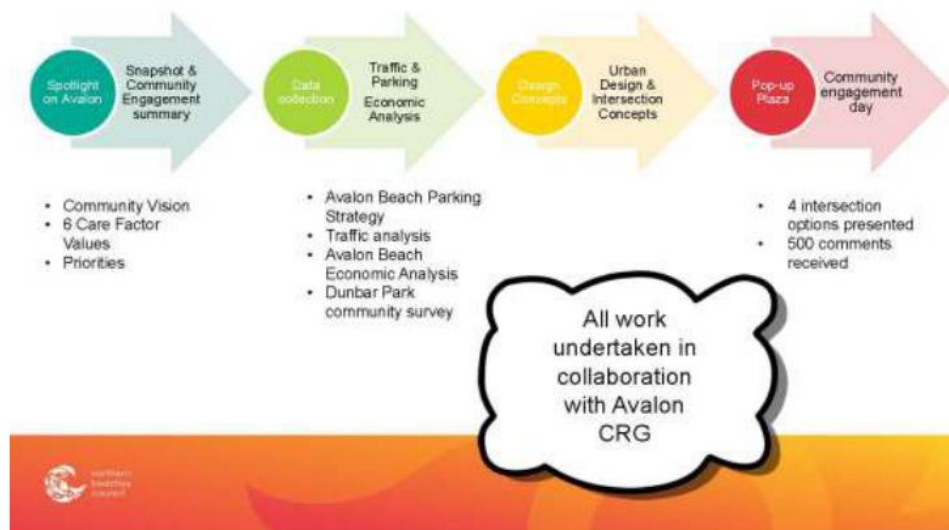 Spotlight
on Avalon
Snapshot &
Community
Engagement
summary
Data
collection
Traffic &
Parking
Economic
Analysis
Design
Concepts
Urban
Design &
Intersection
Concepts
Pop-up
Plaza
Community
engagement
day
• Community Vision
• 6 Care Factor
Values
• Priorities
• Avalon Beach Parking
Strategy
• Traffic analysis
• Avalon Beach
Economic Analysis
• Dunbar Park
community survey
• 4 intersection
options presented
• 500 comments
received
All work
undertaken in
collaboration
with Avalon
CRG
northern
beaches
council